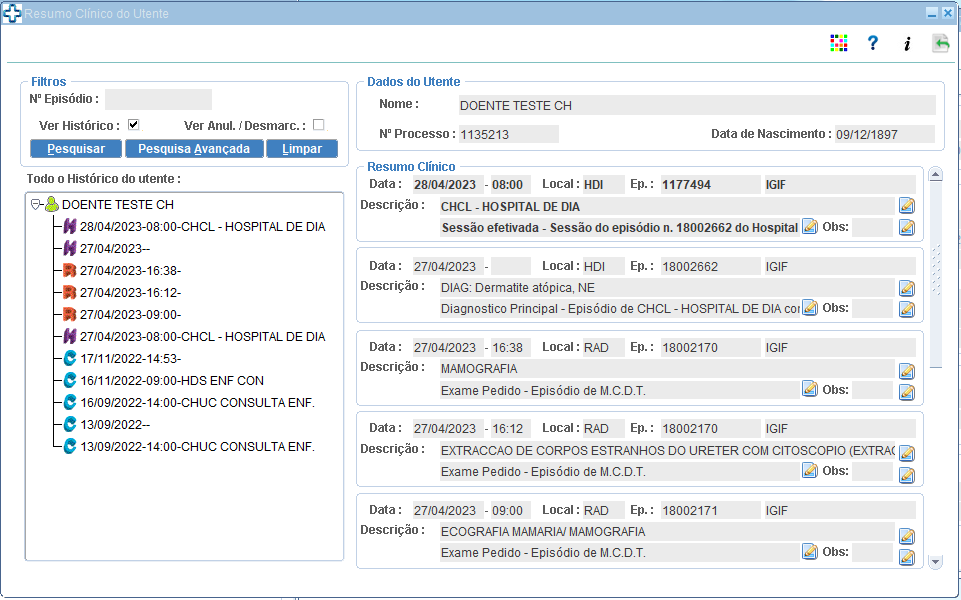 Resumo Clínico do Utente
Filtros
Nº Episódio :
Ver Histórico :
Ver Anul. / Desmarc. :
Pesquisar
Pesquisa Avançada
Limpar
Todo o Histórico do utente :
DOENTE TESTE CH
28/04/2023-08:00-CHCL - HOSPITAL DE DIA
27/04/2023--
27/04/2023-16:38-
27/04/2023-16:12-
27/04/2023-09:00-
27/04/2023-08:00-CHCL - HOSPITAL DE DIA
17/11/2022-14:53-
16/11/2022-09:00-HDS ENF CON
16/09/2022-14:00-CHUC CONSULTA ENF.
13/09/2022--
13/09/2022-14:00-CHUC CONSULTA ENF.
Dados do Utente
Nome : DOENTE TESTE CH
Nº Processo : 1135213 Data de Nascimento : 09/12/1897
Resumo Clínico
Data : 28/04/2023 - 08:00 Local : HDI Ep. : 1177494 IGIF
Descrição : CHCL - HOSPITAL DE DIA
Sessão efetivada - Sessão do episódio n. 18002662 do Hospital Obs:
Data : 27/04/2023 - Local : HDI Ep. : 18002662 IGIF
Descrição : DIAG: Dermatite atópica, NE
Diagnostico Principal - Episódio de CHCL - HOSPITAL DE DIA con Obs:
Data : 27/04/2023 - 16:38 Local : RAD Ep. : 18002170 IGIF
Descrição : MAMOGRAFIA
Exame Pedido - Episódio de M.C.D.T. Obs:
Data : 27/04/2023 - 16:12 Local : RAD Ep. : 18002170 IGIF
Descrição : EXTRACCAO DE CORPOS ESTRANHOS DO URETER COM CITOSCOPIO (EXTRAC
Exame Pedido - Episódio de M.C.D.T. Obs:
Data : 27/04/2023 - 09:00 Local : RAD Ep. : 18002171 IGIF
Descrição : ECOGRAFIA MAMARIA/ MAMOGRAFIA
Exame Pedido - Episódio de M.C.D.T. Obs: